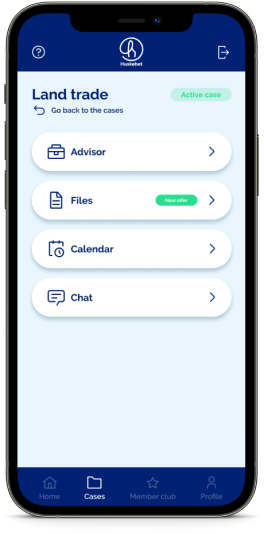 Huskebet
Land trade
Active case
Go back to the cases
Advisor
Files
New offer
Calendar
Chat
Home
Cases
Member club
Profile